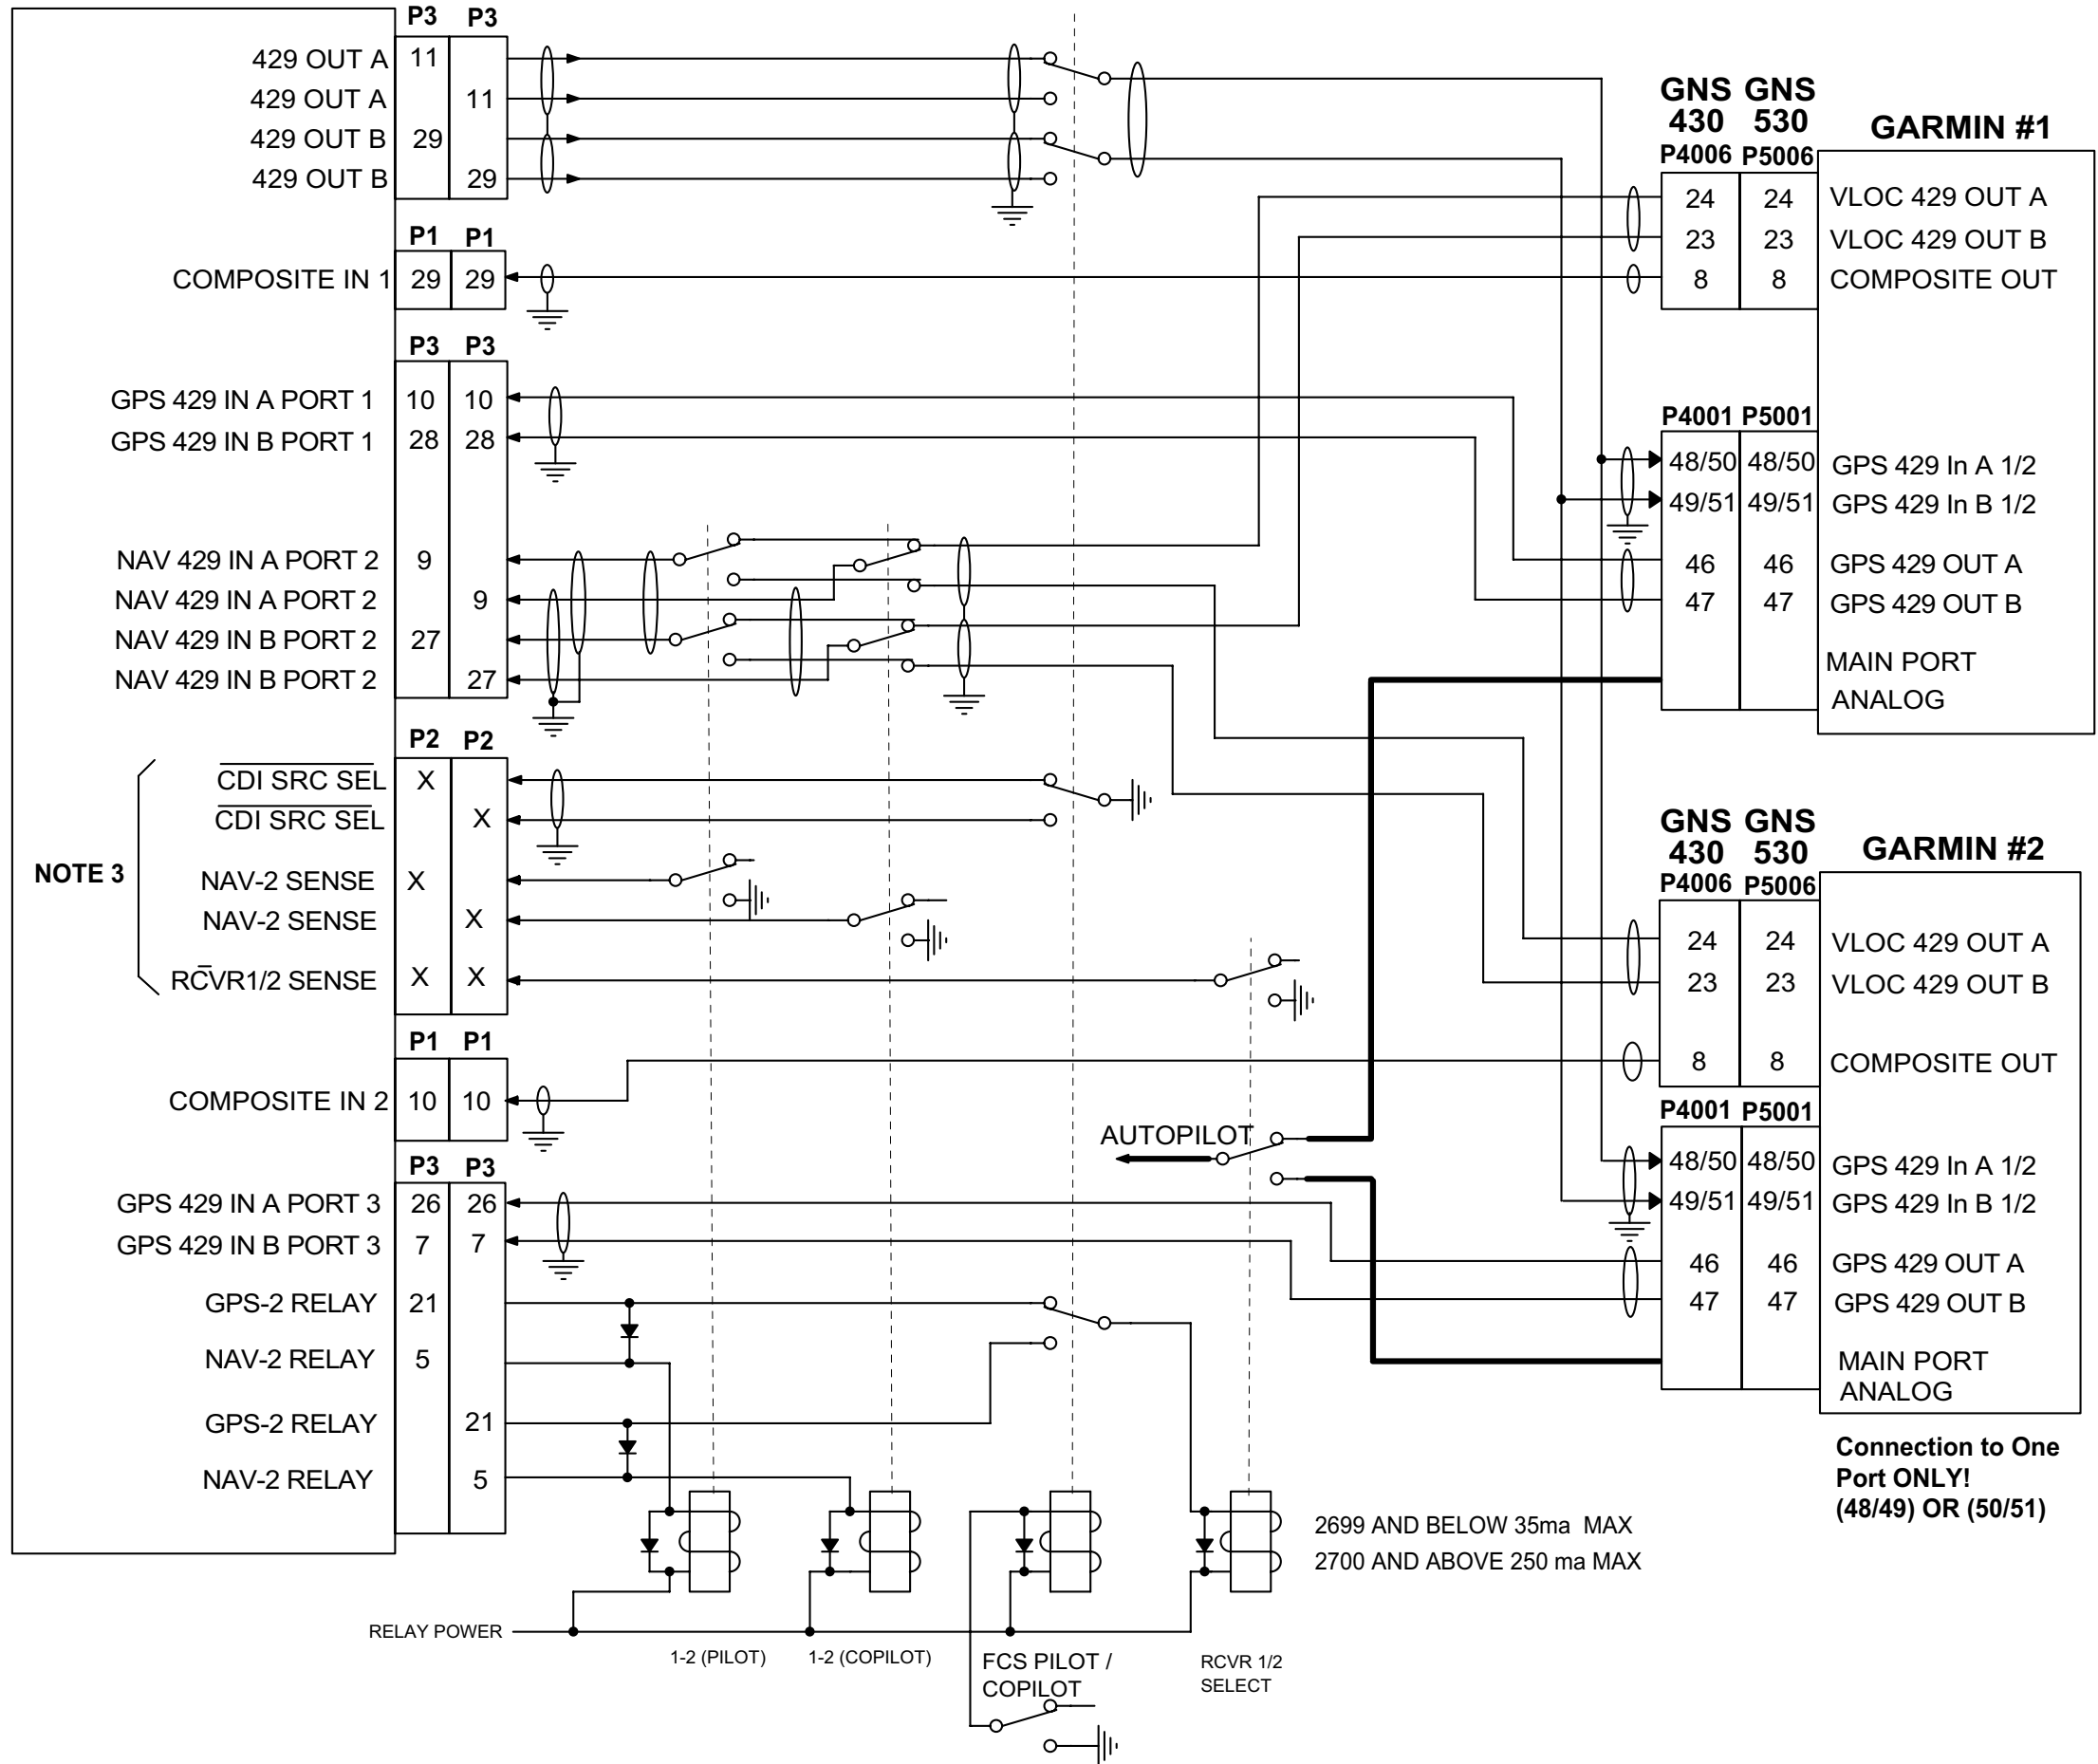 P3 P3
429 OUT A 11
429 OUT A 11
429 OUT B 29
429 OUT B 29
P1 P1
COMPOSITE IN 1 29 29
P3 P3
GPS 429 IN A PORT 1 10 10
GPS 429 IN B PORT 1 28 28
NAV 429 IN A PORT 2 9
NAV 429 IN A PORT 2 9
NAV 429 IN B PORT 2 27
NAV 429 IN B PORT 2 27
P2 P2
NOTE 3
CDI SRC SEL X
CDI SRC SEL X
NAV-2 SENSE X
NAV-2 SENSE X
RCVR1/2 SENSE X X
P1 P1
COMPOSITE IN 2 10 10
P3 P3
GPS 429 IN A PORT 3 26 26
GPS 429 IN B PORT 3 7 7
GPS-2 RELAY 21
NAV-2 RELAY 5
GPS-2 RELAY 21
NAV-2 RELAY 5
RELAY POWER
1-2 (PILOT)
1-2 (COPILOT)
FCS PILOT /
COPILOT
RCVR 1/2
SELECT
2699 AND BELOW 35ma MAX
2700 AND ABOVE 250 ma MAX
AUTOPILOT
GNS GNS
430 530
GARMIN #1
P4006 P5006
24 24 VLOC 429 OUT A
23 23 VLOC 429 OUT B
8 8 COMPOSITE OUT
P4001 P5001
48/50 48/50 GPS 429 In A 1/2
49/51 49/51 GPS 429 In B 1/2
46 46 GPS 429 OUT A
47 47 GPS 429 OUT B
MAIN PORT
ANALOG
GNS GNS
430 530
GARMIN #2
P4006 P5006
24 24 VLOC 429 OUT A
23 23 VLOC 429 OUT B
8 8 COMPOSITE OUT
P4001 P5001
48/50 48/50 GPS 429 In A 1/2
49/51 49/51 GPS 429 In B 1/2
46 46 GPS 429 OUT A
47 47 GPS 429 OUT B
MAIN PORT
ANALOG
Connection to One
Port ONLY!
(48/49) OR (50/51)